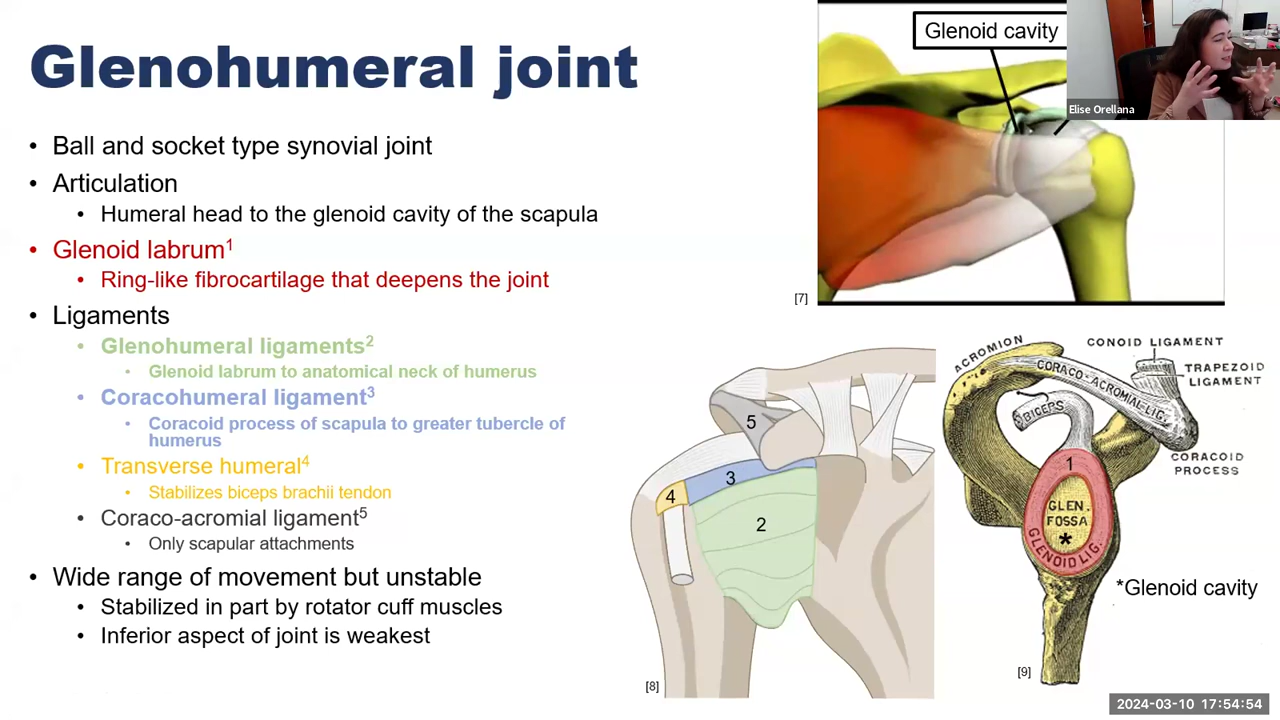 Glenohumeral joint
• Ball and socket type synovial joint
• Articulation
• Humeral head to the glenoid cavity of the scapula
• Glenoid labrum¹
• Ring-like fibrocartilage that deepens the joint
• Ligaments
• Glenohumeral ligaments²
• Glenoid labrum to anatomical neck of humerus
• Coracohumeral ligament³
• Coracoid process of scapula to greater tubercle of
humerus
• Transverse humeral⁴
• Stabilizes biceps brachii tendon
• Coraco-acromial ligament⁵
• Only scapular attachments
• Wide range of movement but unstable
• Stabilized in part by rotator cuff muscles
• Inferior aspect of joint is weakest
Glenoid cavity
Elise Orellana
[7]
5
3
4
2
[8]
ACROMION
CONOID LIGAMENT
TRAPEZOID
LIGAMENT
CORACO-ACROMIAL LIG.
BICEPS
CORACOID
PROCESS
1
GLEN.
FOSSA
*
GLENOID LIG.
*Glenoid cavity
[9]
2024-03-10 17:54:54